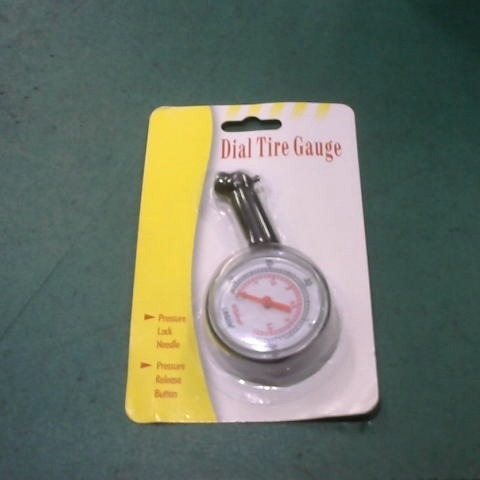 Dial Tire Gauge
Pressure
Lock
Needle
Pressure
Release
Button